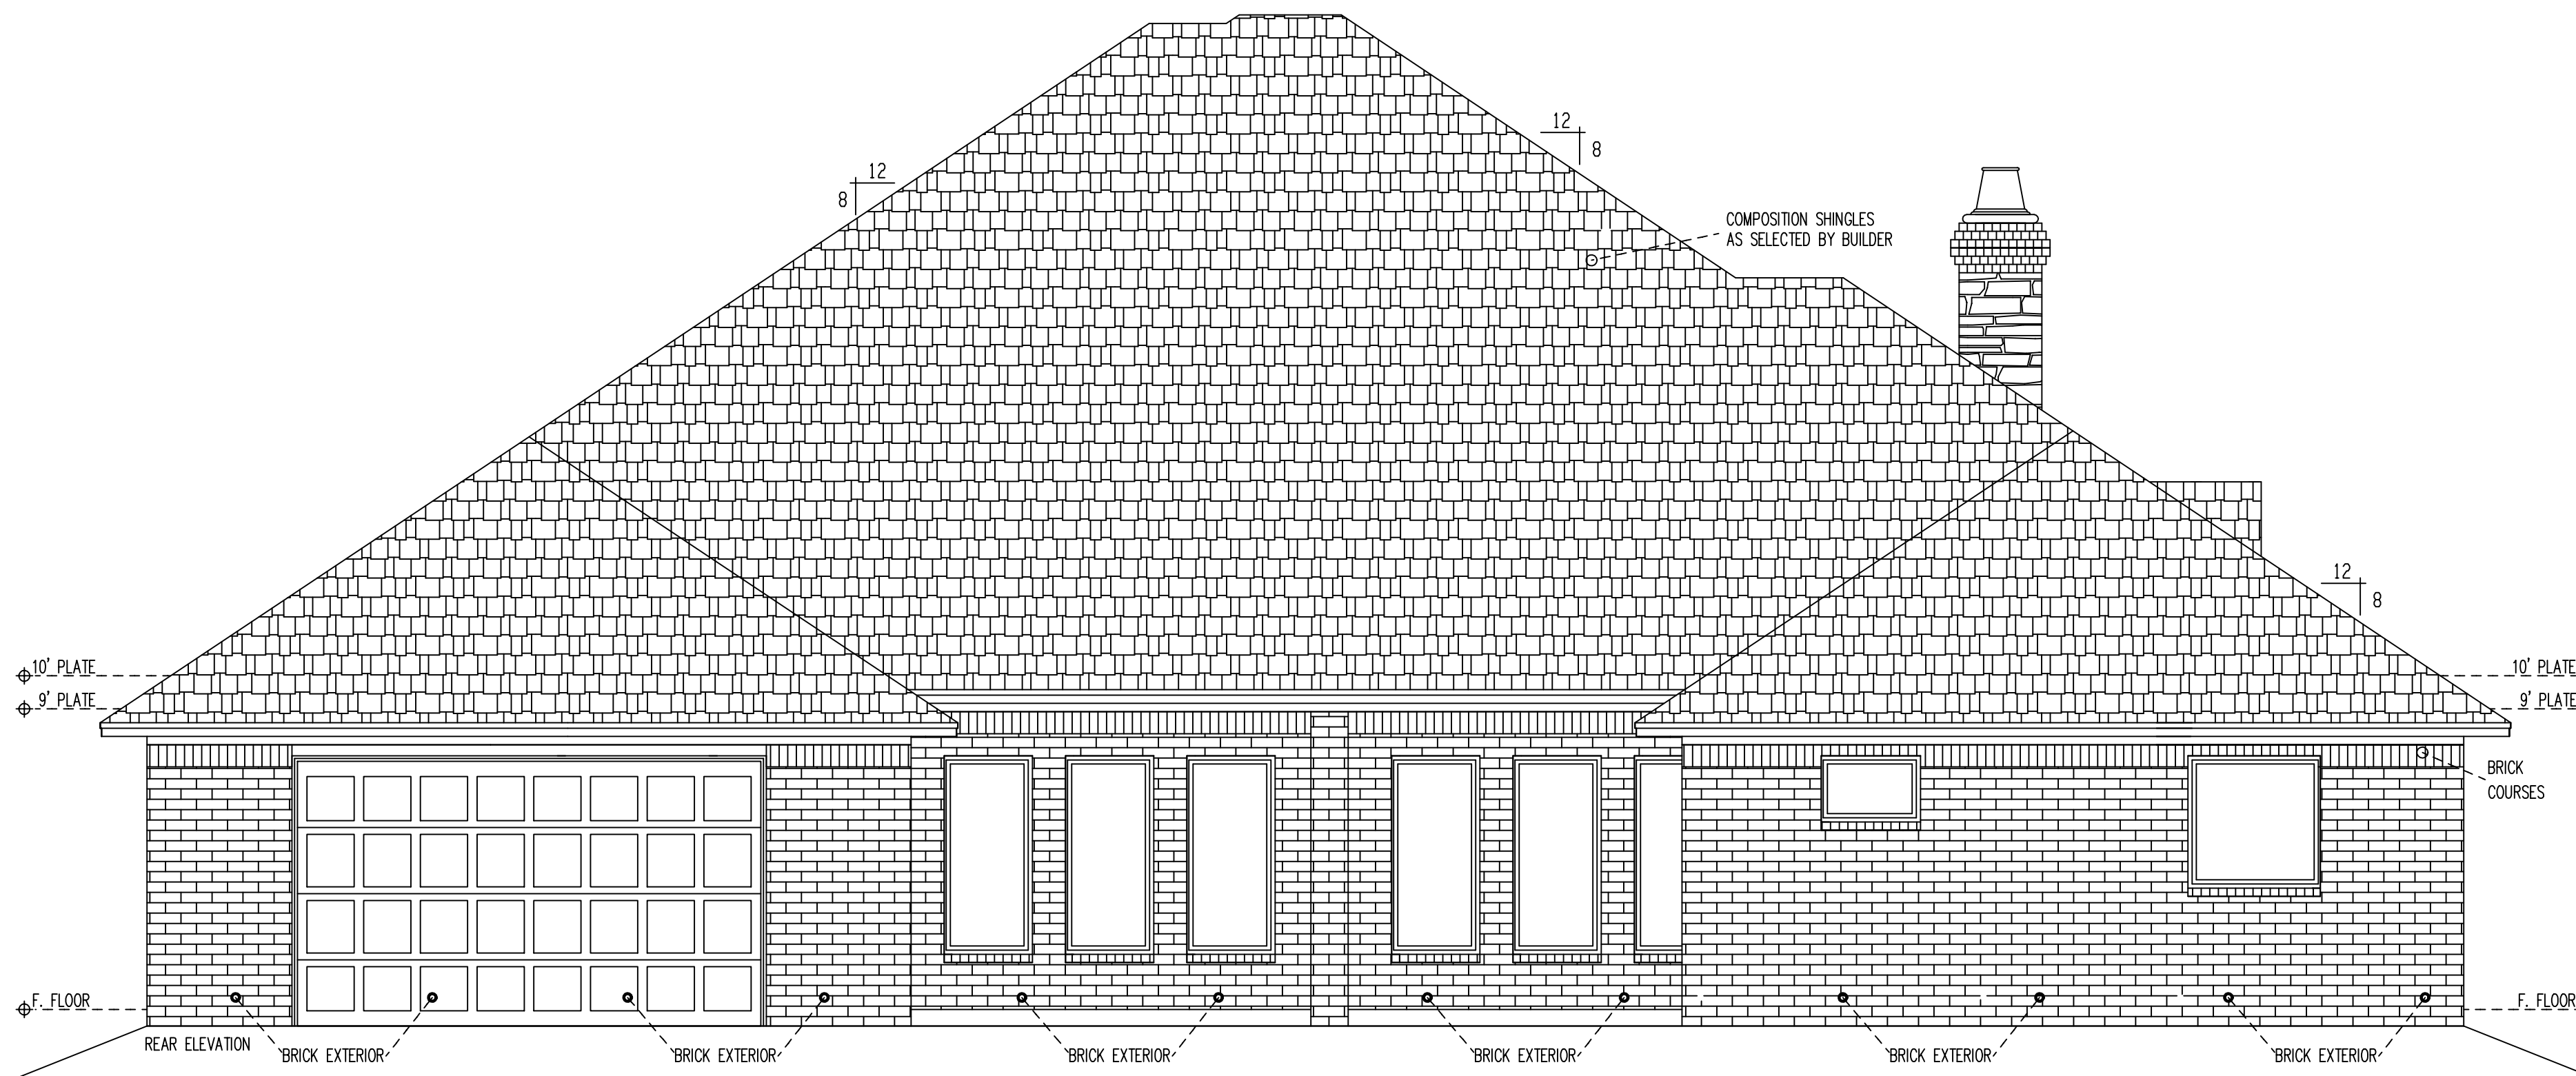 12
8
12
8
COMPOSITION SHINGLES
AS SELECTED BY BUILDER
12
8
10' PLATE
10' PLATE
9' PLATE
9' PLATE
BRICK
COURSES
F. FLOOR
F. FLOOR
REAR ELEVATION
BRICK EXTERIOR
BRICK EXTERIOR
BRICK EXTERIOR
BRICK EXTERIOR
BRICK EXTERIOR
BRICK EXTERIOR